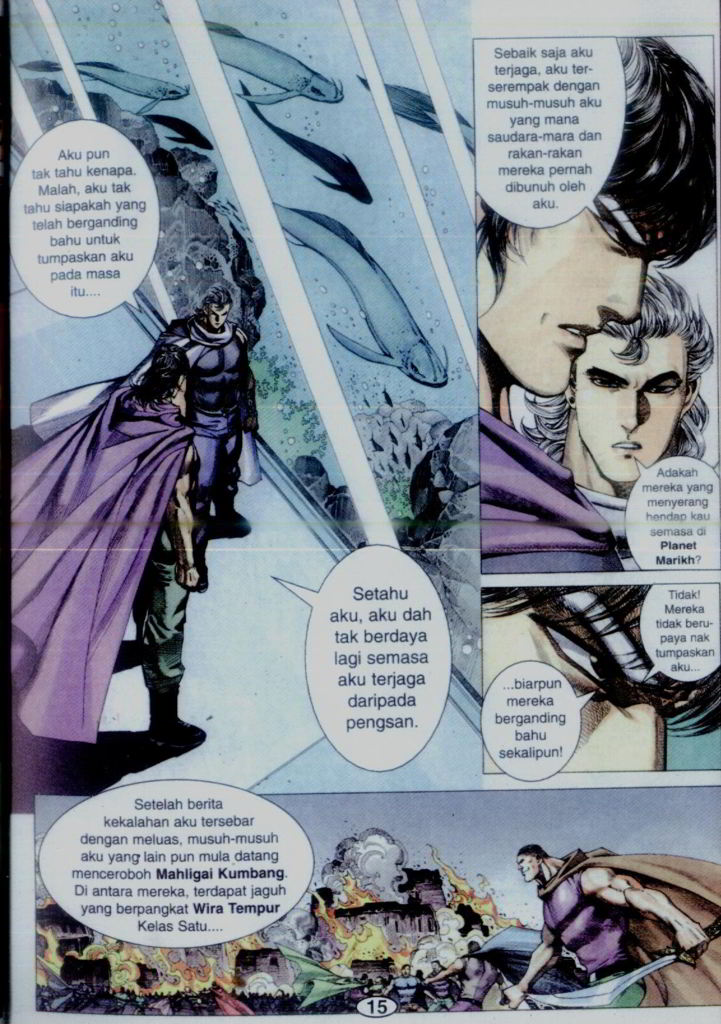 Aku pun
tak tahu kenapa.
Malah, aku tak
tahu siapakah yang
telah berganding
bahu untuk
tumpaskan aku
pada masa
itu....
Setahu
aku, aku dah
tak berdaya
lagi semasa
aku terjaga
daripada
pengsan.
Sebaik saja aku
terjaga, aku ter-
serempak dengan
musuh-musuh aku
yang mana
saudara-mara dan
rakan-rakan
mereka pernah
dibunuh oleh
aku.
Adakah
mereka yang
menyerang
hendap kau
semasa di
Planet
Marikh?
Tidak!
Mereka
tidak beru-
paya nak
tumpaskan
aku...
...biarpun
mereka
berganding
bahu
sekalipun!
Setelah berita
kekalahan aku tersebar
dengan meluas, musuh-musuh
aku yang lain pun mula datang
menceroboh Mahligai Kumbang.
Di antara mereka, terdapat jaguh
yang berpangkat Wira Tempur
Kelas Satu....
15